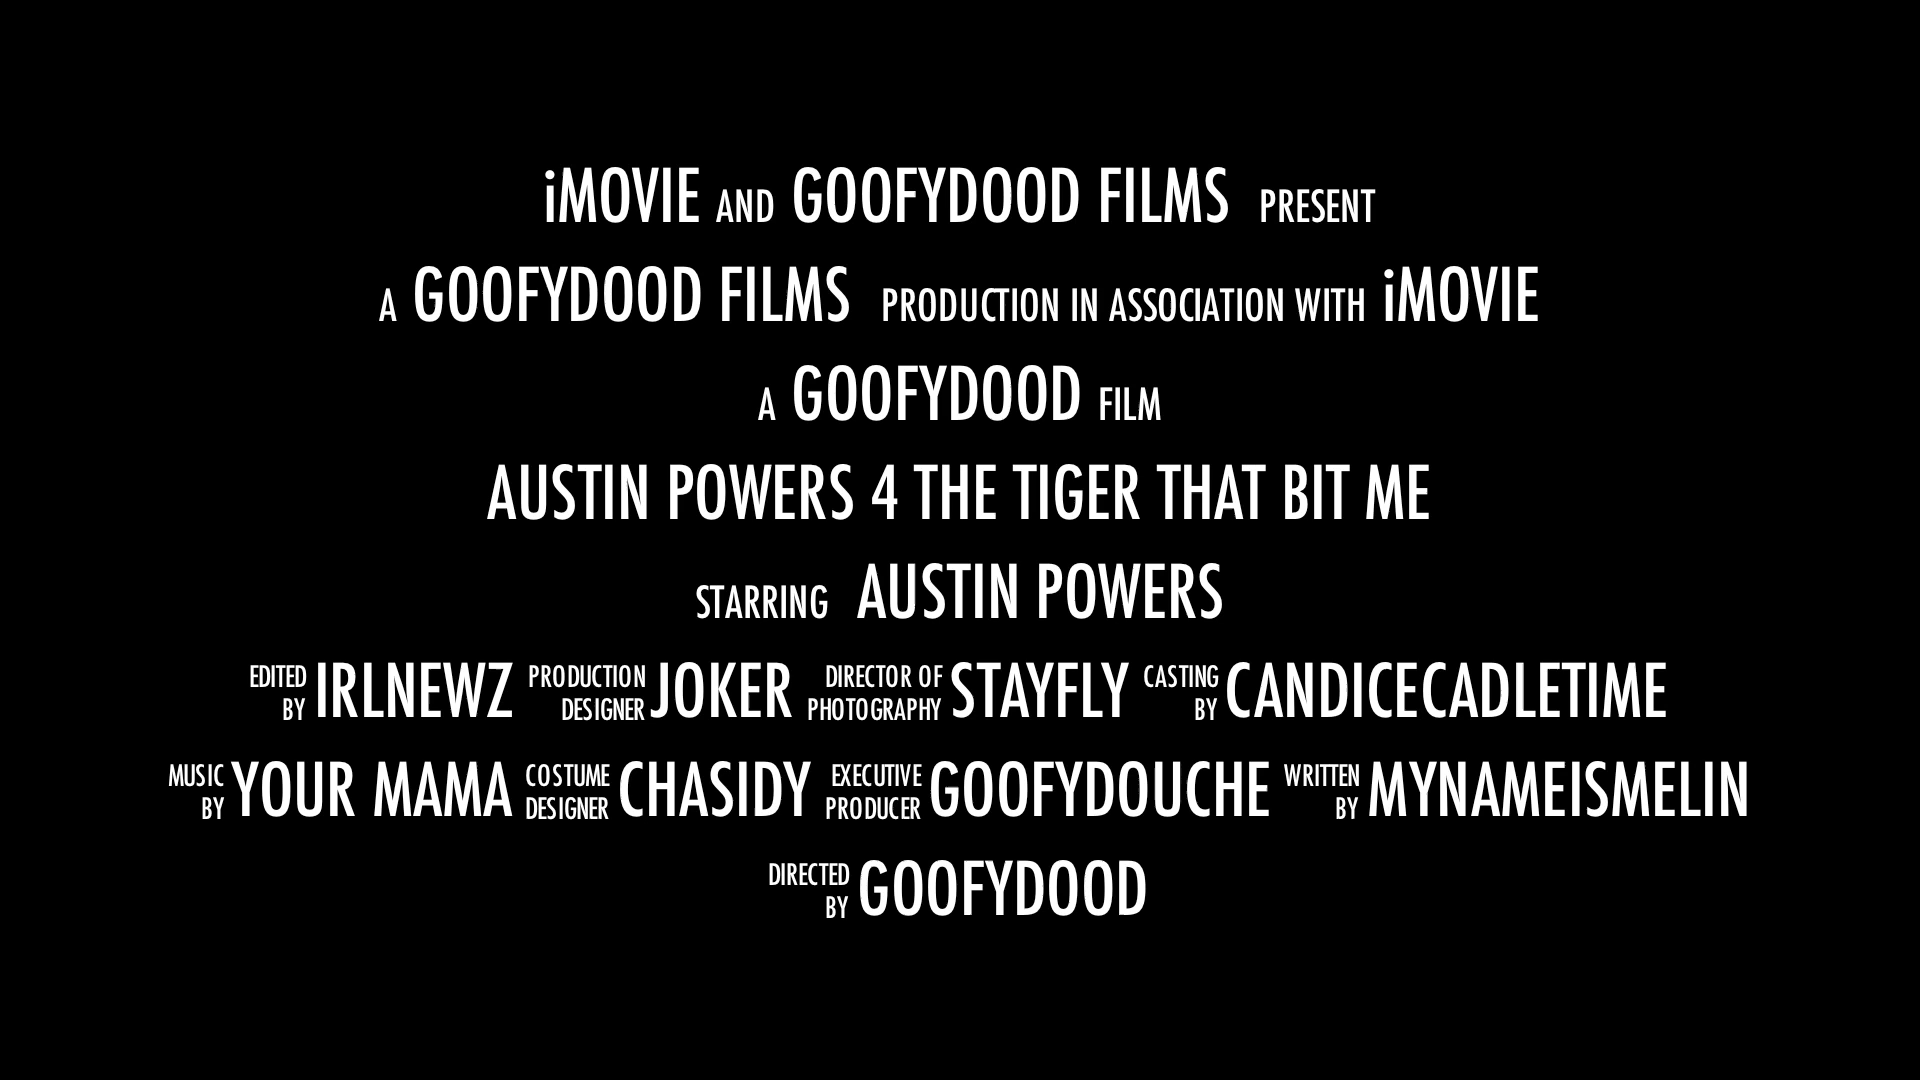 iMOVIE AND GOOFYDOOD FILMS PRESENT
A GOOFYDOOD FILMS PRODUCTION IN ASSOCIATION WITH iMOVIE
A GOOFYDOOD FILM
AUSTIN POWERS 4 THE TIGER THAT BIT ME
STARRING AUSTIN POWERS
EDITED BY IRLNEWZ PRODUCTION DESIGNER JOKER DIRECTOR OF PHOTOGRAPHY STAYFLY CASTING BY CANDICECADLETIME
MUSIC BY YOUR MAMA COSTUME DESIGNER CHASIDY EXECUTIVE PRODUCER GOOFYDOUCHE WRITTEN BY MYNAMEISMELIN
DIRECTED BY GOOFYDOOD